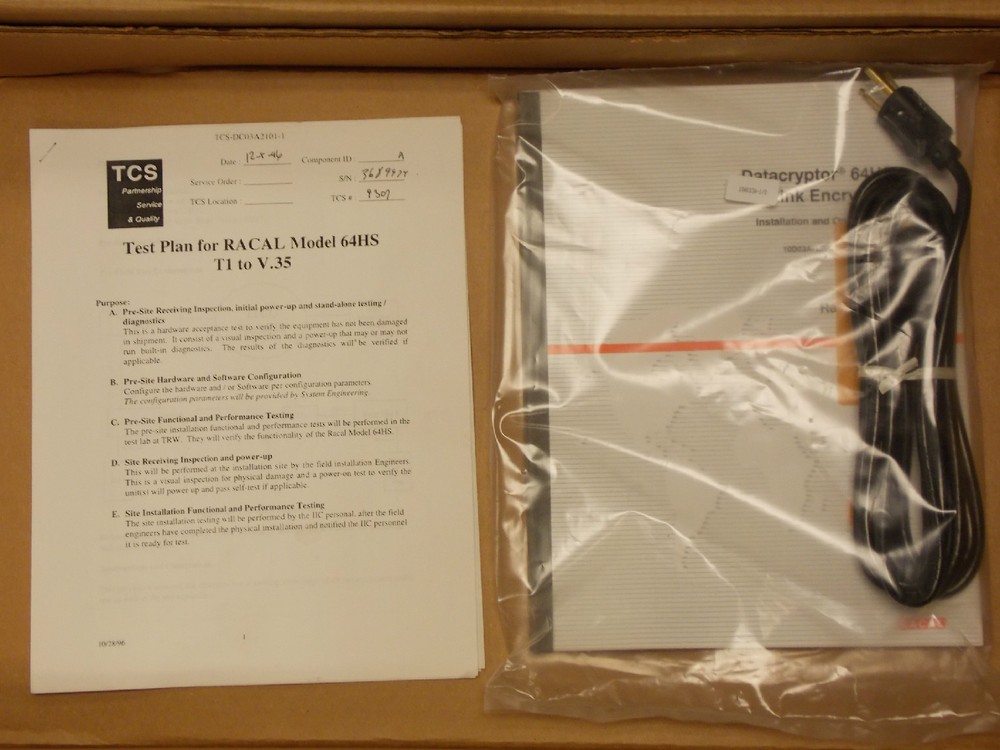 TCS-DC03A2101-1
TCS
Partnership
Service
& Quality
Date : 12-5-96 Component ID : A
Service Order : S/N :
TCS Location : TCS # 9307
Test Plan for RACAL Model 64HS
T1 to V.35
Purpose:
A. Pre-Site Receiving Inspection, initial power-up and stand-alone testing /
diagnostics
This is a hardware acceptance test to verify the equipment has not been damaged
in shipment. It consist of a visual inspection and a power-up that may or may not
run built-in diagnostics. The results of the diagnostics will be verified if
applicable.
B. Pre-Site Hardware and Software Configuration
Configure the hardware and / or Software per configuration parameters.
The configuration parameters will be provided by System Engineering.
C. Pre-Site Functional and Performance Testing
The pre-site installation functional and performance tests will be performed in the
test lab at TRW. They will verify the functionality of the Racal Model 64HS.
D. Site Receiving Inspection and power-up
This will be performed at the installation site by the field installation Engineers.
This is a visual inspection for physical damage and a power-on test to verify the
unit(s) will power up and pass self-test if applicable.
E. Site Installation Functional and Performance Testing
The site installation testing will be performed by the IIC personal, after the field
engineers have completed the physical installation and notified the IIC personnel
it is ready for test.
10/28/96 1
Datacryptor® 64H
ink Encry
Installation and O
RACAL